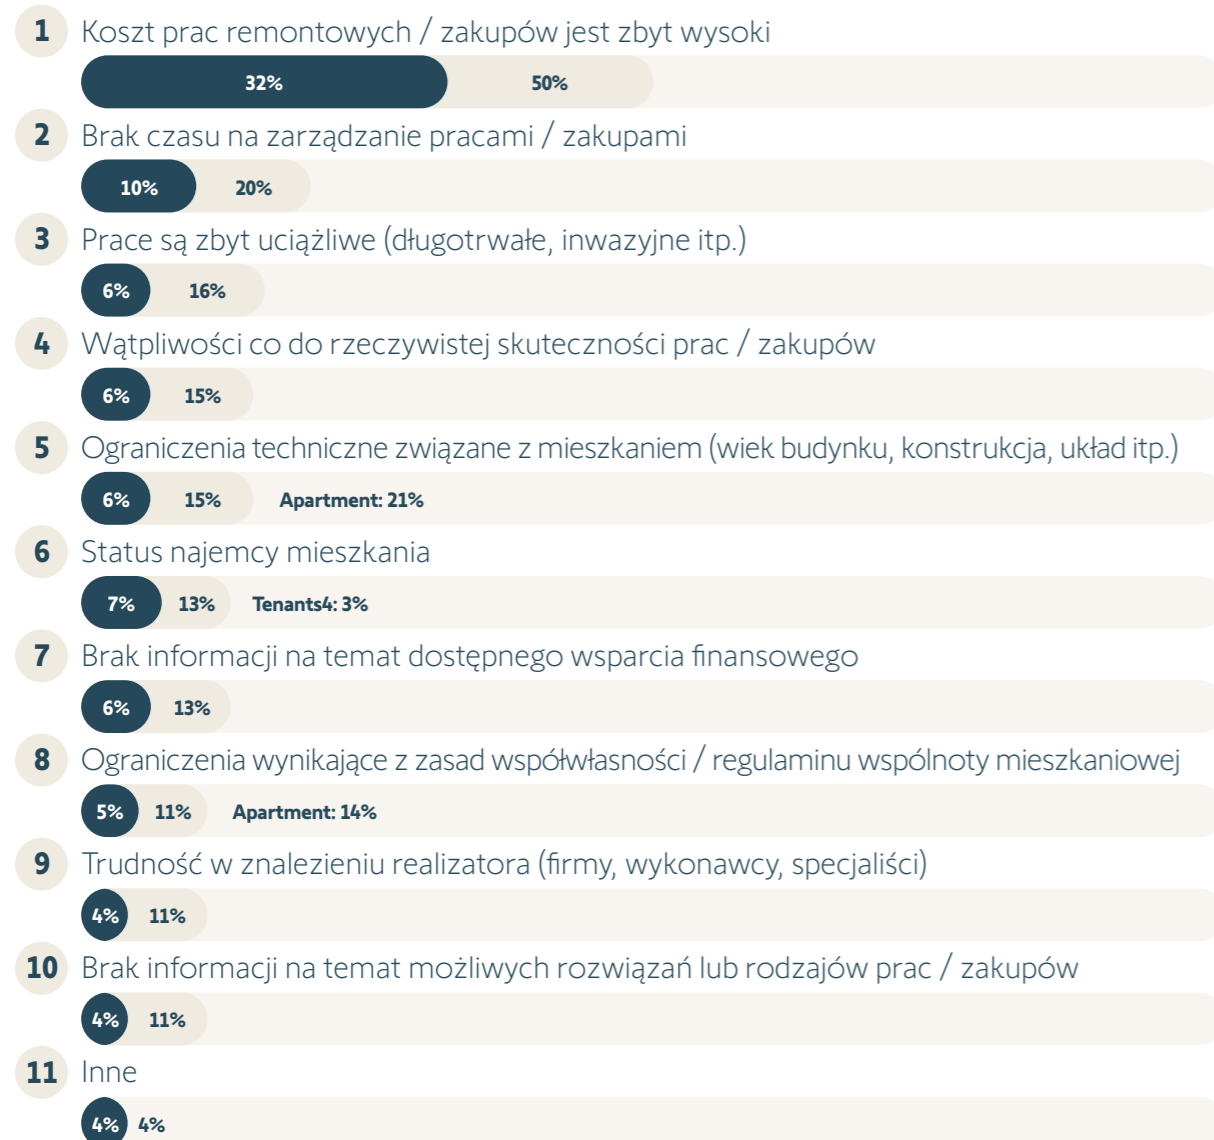 1 Koszt prac remontowych / zakupów jest zbyt wysoki
32% 50%
2 Brak czasu na zarządzanie pracami / zakupami
10% 20%
3 Prace są zbyt uciążliwe (długotrwałe, inwazyjne itp.)
6% 16%
4 Wątpliwości co do rzeczywistej skuteczności prac / zakupów
6% 15%
5 Ograniczenia techniczne związane z mieszkaniem (wiek budynku, konstrukcja, układ itp.)
6% 15% Apartment: 21%
6 Status najemcy mieszkania
7% 13% Tenants4: 3%
7 Brak informacji na temat dostępnego wsparcia finansowego
6% 13%
8 Ograniczenia wynikające z zasad współwłasności / regulaminu wspólnoty mieszkaniowej
5% 11% Apartment: 14%
9 Trudność w znalezieniu realizatora (firmy, wykonawcy, specjaliści)
4% 11%
10 Brak informacji na temat możliwych rozwiązań lub rodzajów prac / zakupów
4% 11%
11 Inne
4% 4%